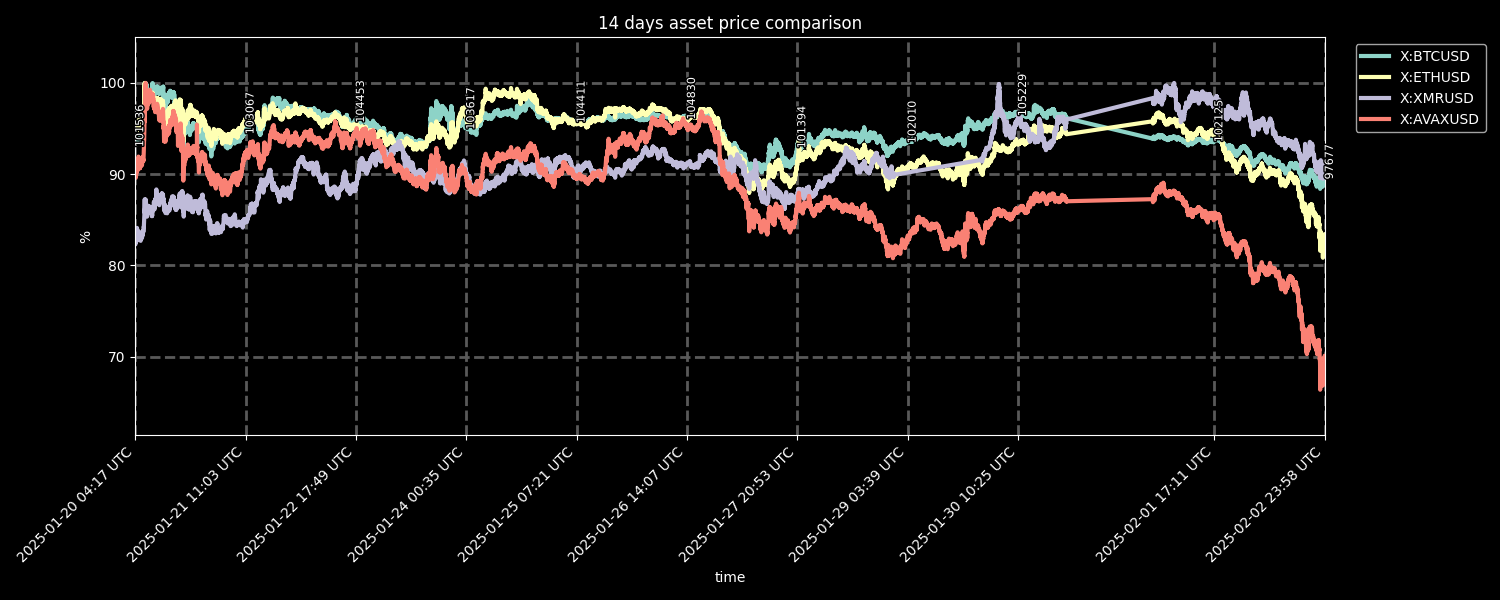 14 days asset price comparison
X:BTCUSD
X:ETHUSD
X:XMRUSD
X:AVAXUSD
100
90
80
70
%
103067
104453
103617
104411
104830
101394
102010
105229
97677
2025-01-20 04:17 UTC
2025-01-21 11:03 UTC
2025-01-22 17:49 UTC
2025-01-24 00:35 UTC
2025-01-25 07:21 UTC
2025-01-26 14:07 UTC
2025-01-27 20:53 UTC
2025-01-29 03:39 UTC
2025-01-30 10:25 UTC
2025-02-01 17:11 UTC
2025-02-02 23:58 UTC
time